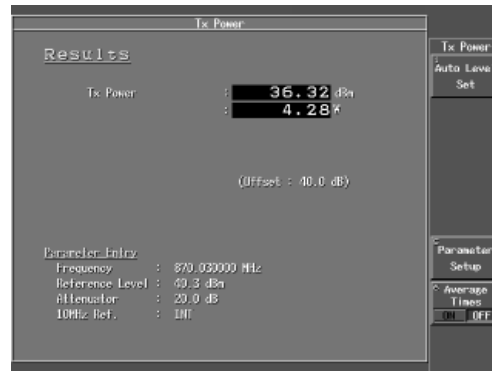 Tx Power
Results
Tx Power : 36.32 dBm
: 4.28 W
(Offset : 40.0 dB)
Parameter Entry
Frequency : 870.030000 MHz
Reference Level : 40.3 dBm
Attenuator : 20.0 dB
10MHz Ref. : INT
Tx Power
Auto Leve
Set
Parameter
Setup
Average
Times
ON OFF